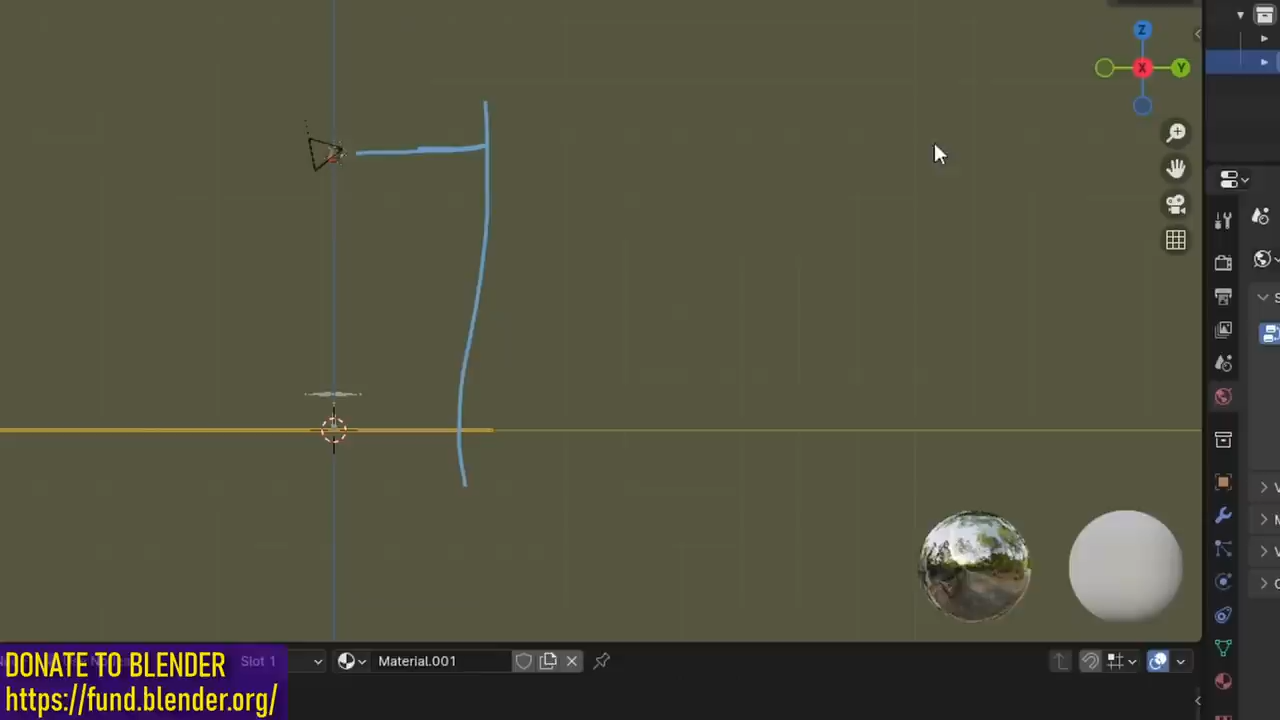 Z
X
Y
Slot 1
Material.001
DONATE TO BLENDER
https://fund.blender.org/